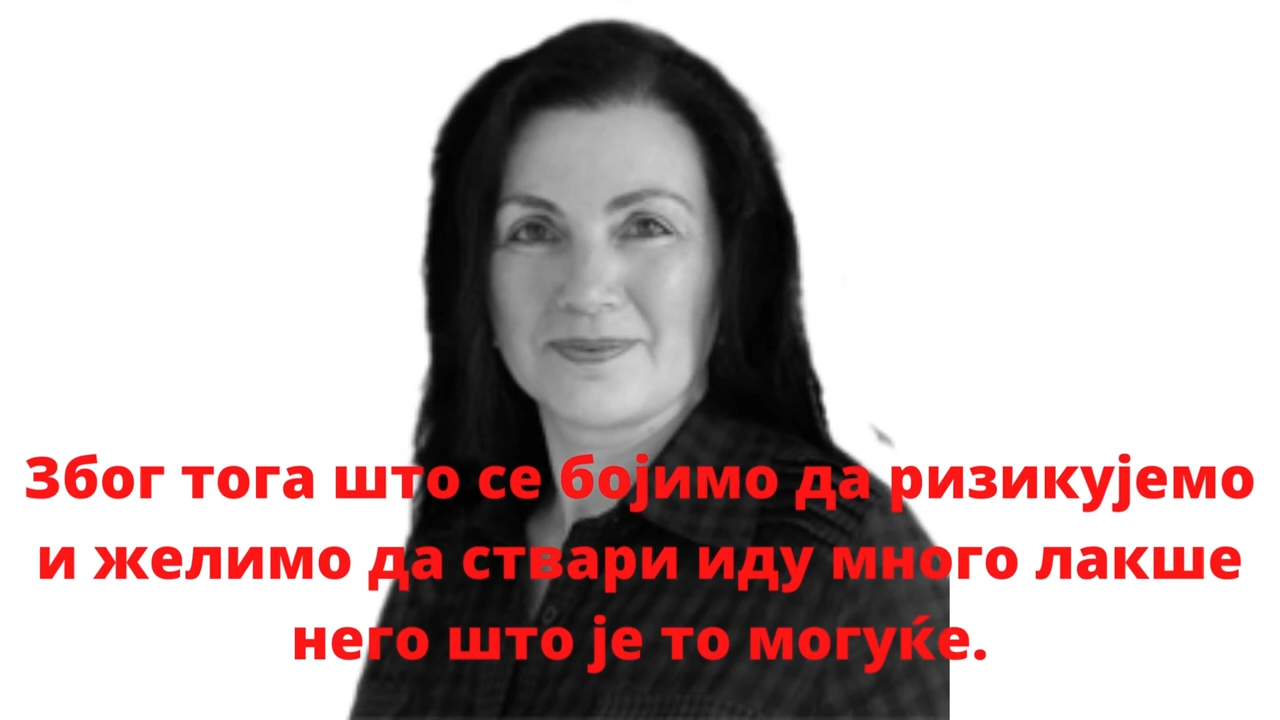 Због тога што се бојимо да ризикујемо
и желимо да ствари иду много лакше
него што је то могуќе.